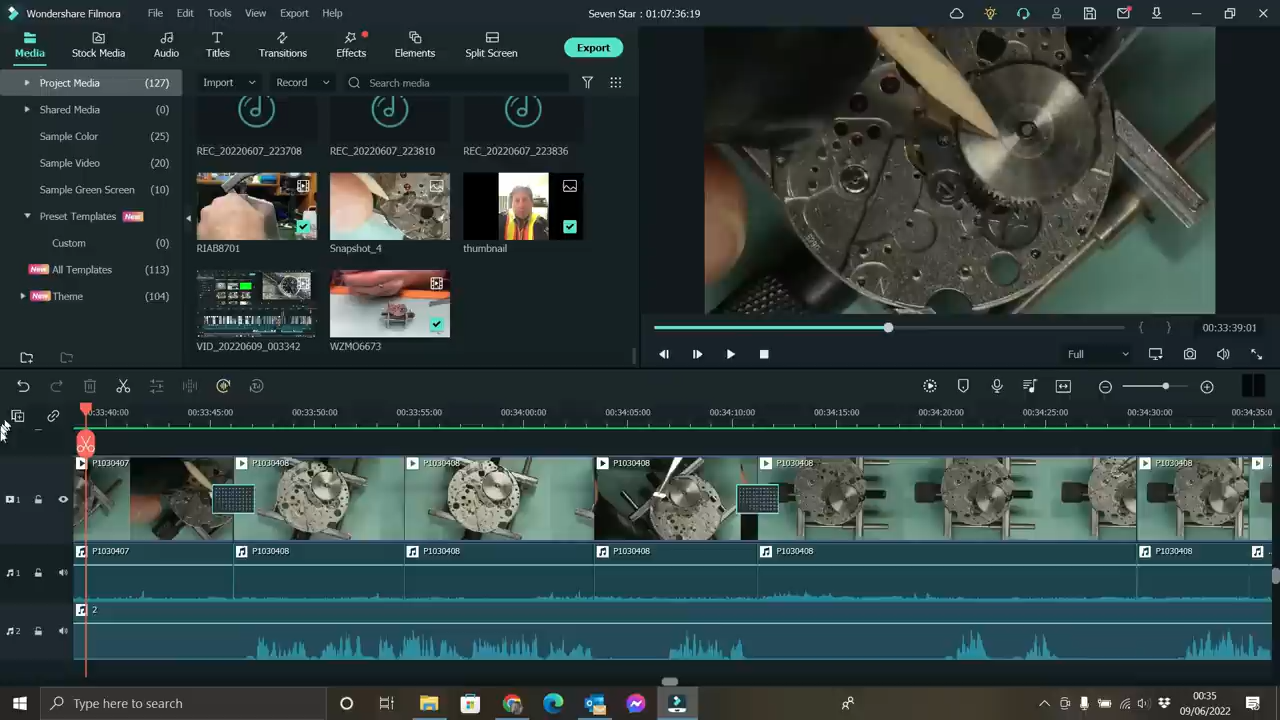 Wondershare Filmora File Edit Tools View Export Help Seven Star : 01:07:36:19
Media Stock Media Audio Titles Transitions Effects Elements Split Screen Export
Project Media (127)
Shared Media (0)
Sample Color (25)
Sample Video (20)
Sample Green Screen (10)
Preset Templates New
Custom (0)
New All Templates (113)
New Theme (104)
Import Record Search media
REC_20220607_223708 REC_20220607_223810 REC_20220607_223836
RIAB8701 Snapshot_4 thumbnail
VID_20220609_003342 WZMO6673
{ } 00:33:39:01
Full
00:33:40:00 00:33:45:00 00:33:50:00 00:33:55:00 00:34:00:00 00:34:05:00 00:34:10:00 00:34:15:00 00:34:20:00 00:34:25:00 00:34:30:00 00:34:35:0
P1030407 P1030408 P1030408 P1030408 P1030408 P1030408
1
P1030407 P1030408 P1030408 P1030408 P1030408 P1030408
1
2
2
Type here to search
00:35
09/06/2022